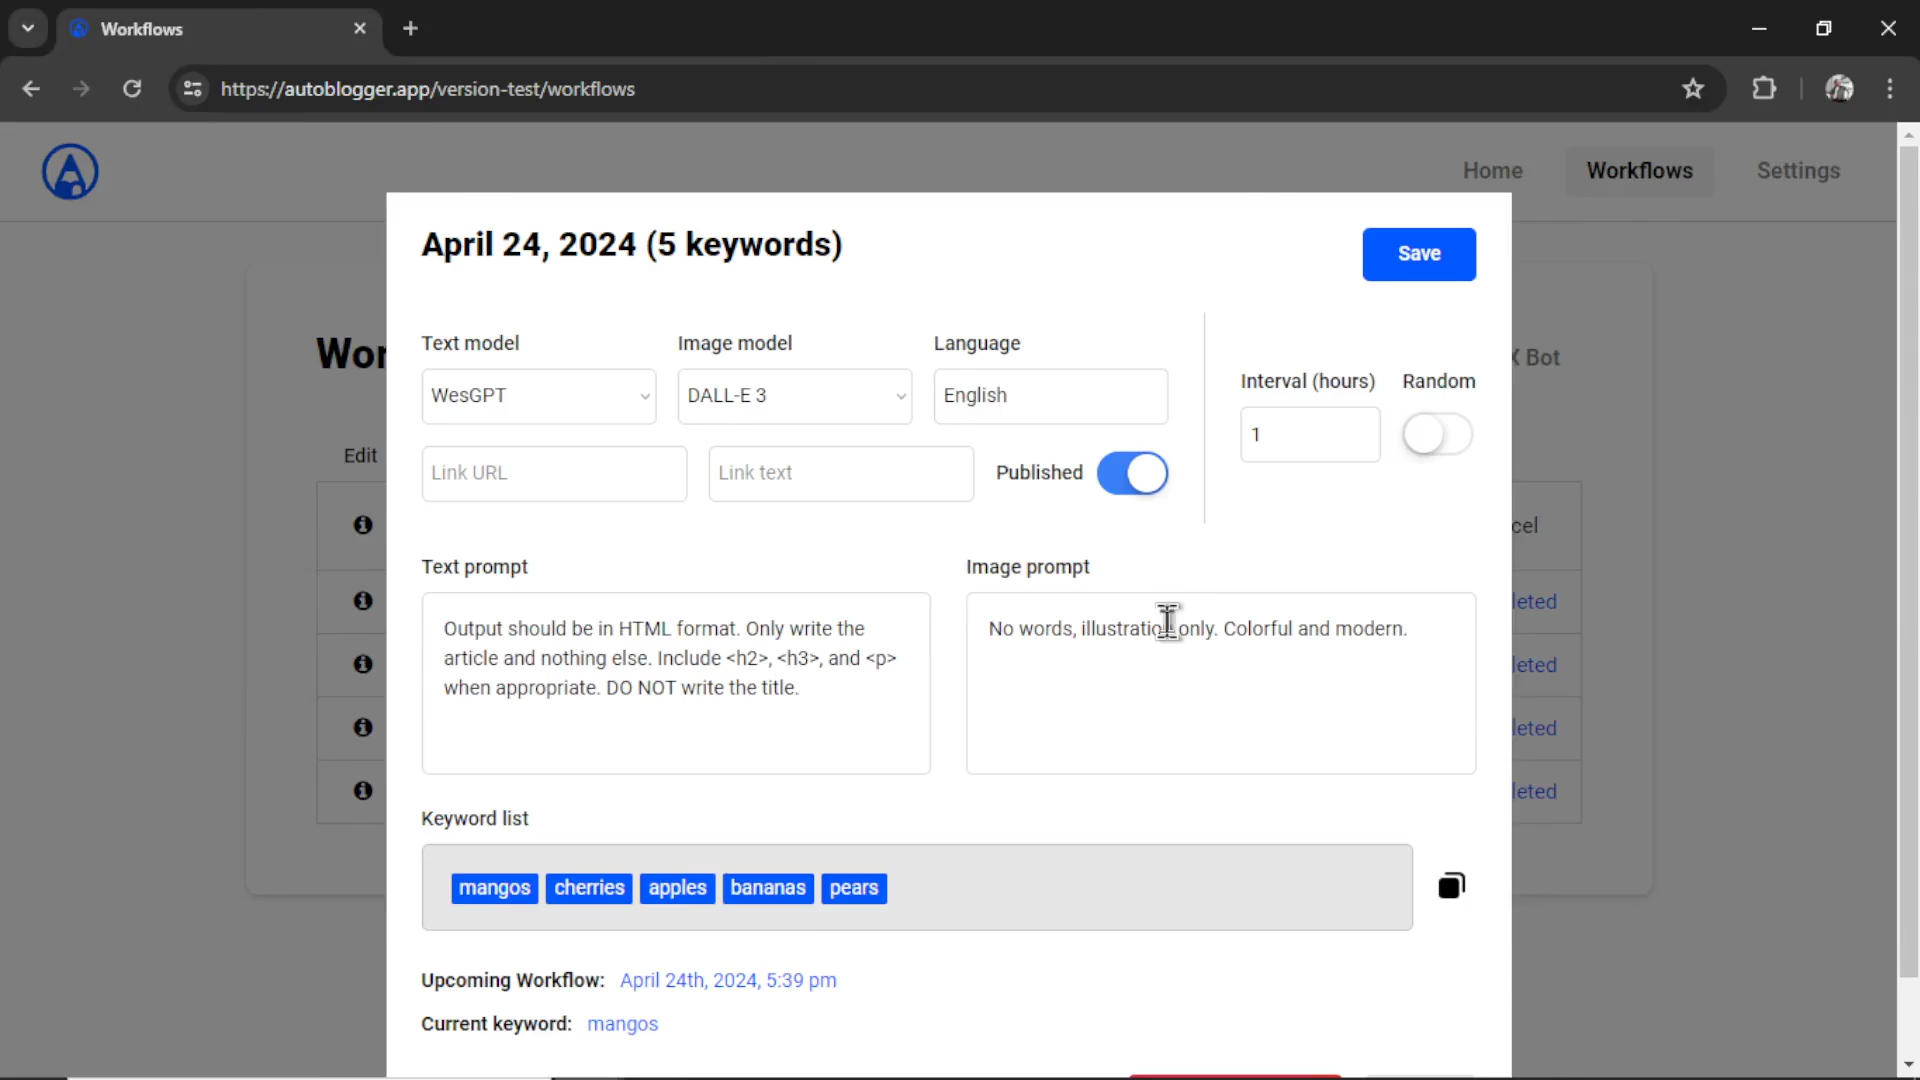 Workflows
https://autoblogger.app/version-test/workflows
Home Workflows Settings
April 24, 2024 (5 keywords)
Save
Text model Image model Language
WesGPT DALL-E 3 English
Interval (hours) Random
1
Link URL Link text Published
Wor
X Bot
Edit
cel
leted
leted
leted
leted
Text prompt
Output should be in HTML format. Only write the
article and nothing else. Include <h2>, <h3>, and <p>
when appropriate. DO NOT write the title.
Image prompt
No words, illustration only. Colorful and modern.
Keyword list
mangos cherries apples bananas pears
Upcoming Workflow: April 24th, 2024, 5:39 pm
Current keyword: mangos